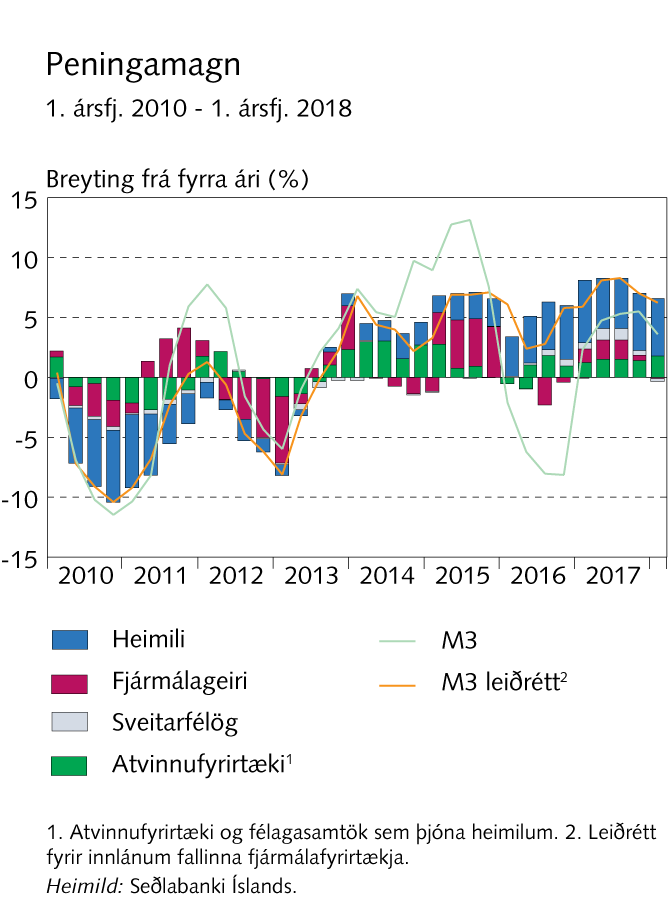 Peningamagn
1. ársfj. 2010 - 1. ársfj. 2018
Breyting frá fyrra ári (%)
15
10
5
0
-5
-10
-15
2010 2011 2012 2013 2014 2015 2016 2017
Heimili
Fjármálageiri
Sveitarfélög
Atvinnufyrirtæki¹
M3
M3 leiðrétt²
1. Atvinnufyrirtæki og félagasamtök sem þjóna heimilum. 2. Leiðrétt
fyrir innlánum fallinna fjármálafyrirtækja.
Heimild: Seðlabanki Íslands.